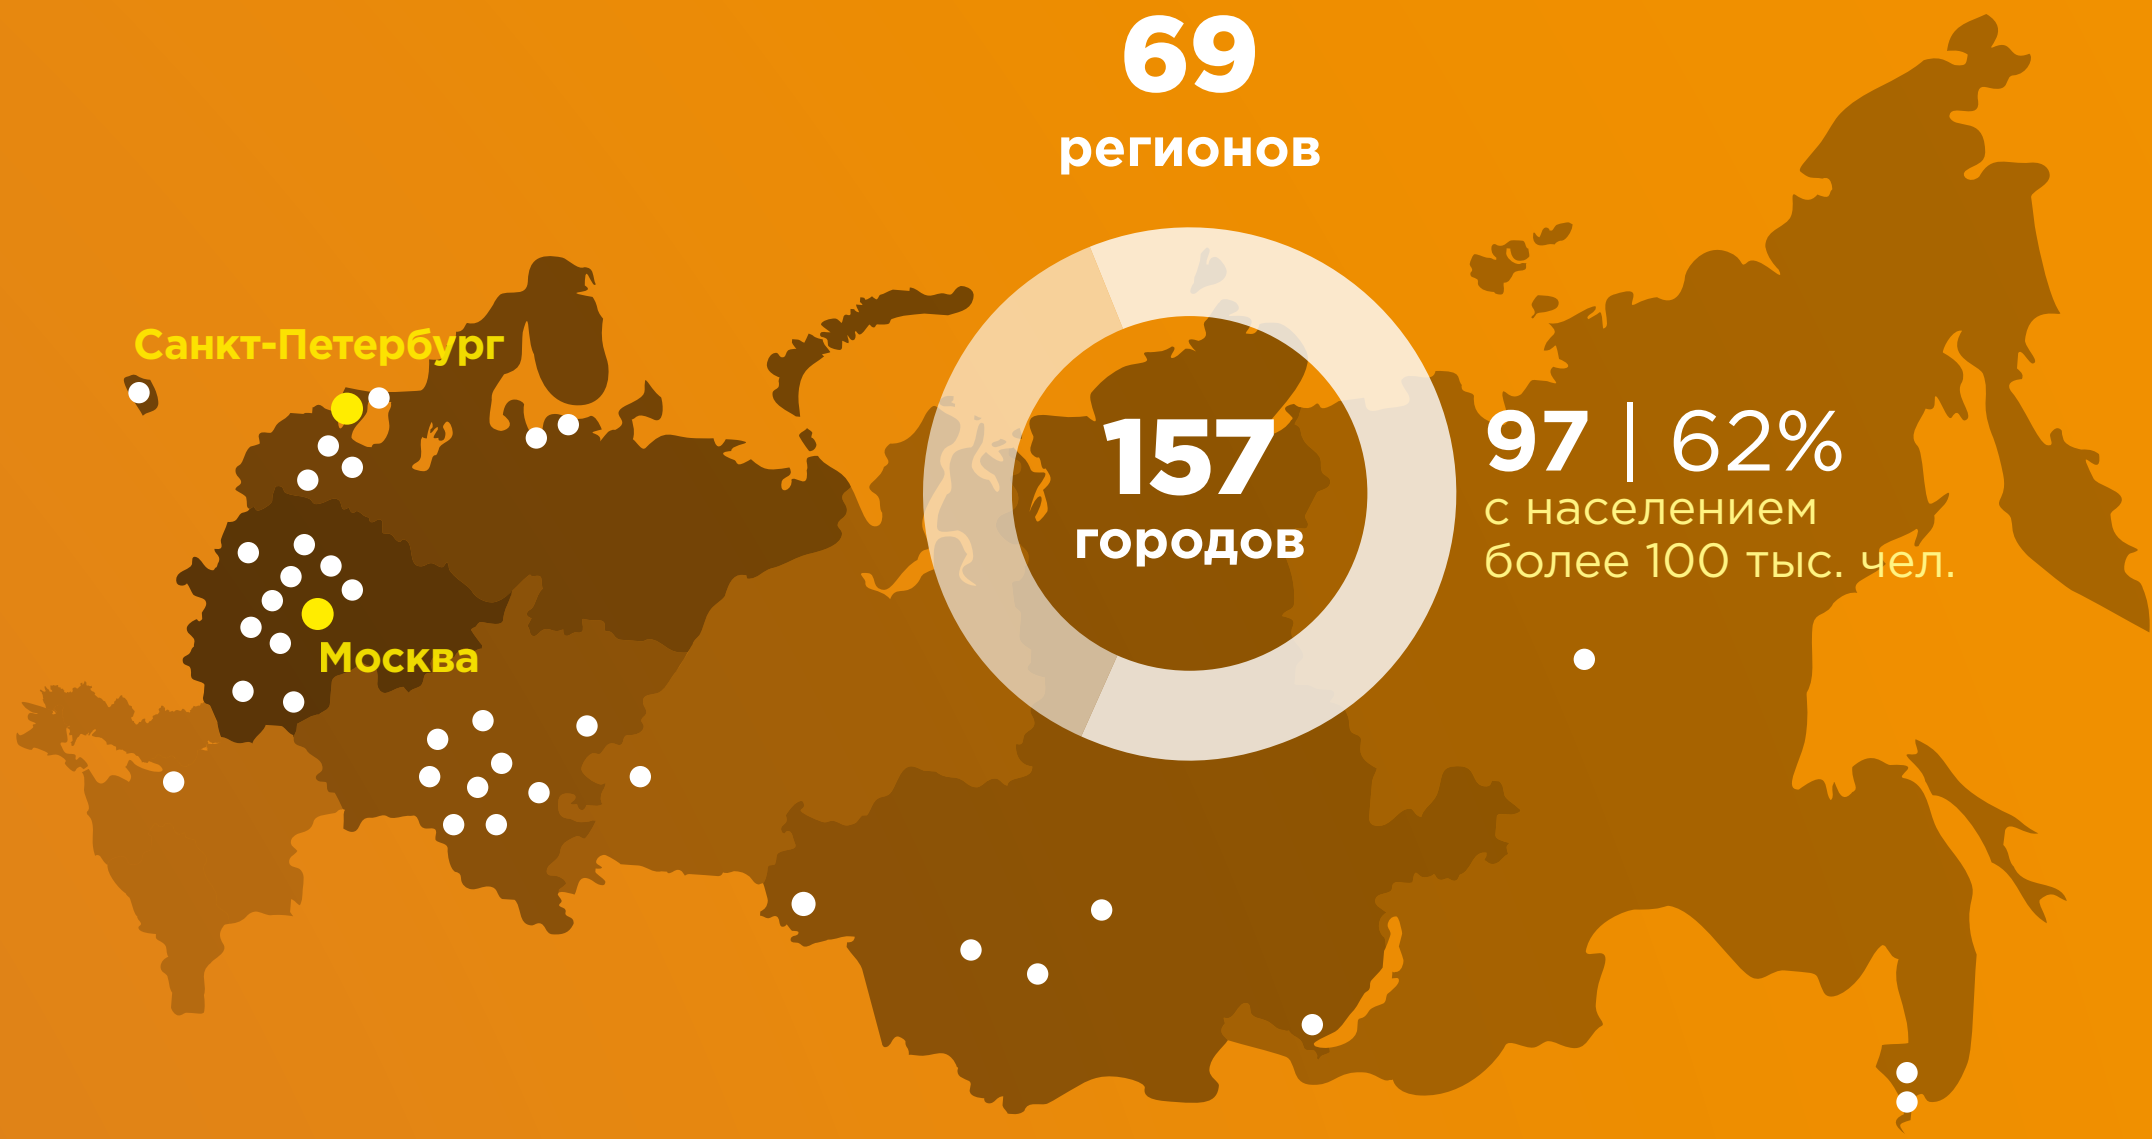 69
регионов
Санкт-Петербург
157
городов
97 | 62%
с населением
более 100 тыс. чел.
Москва